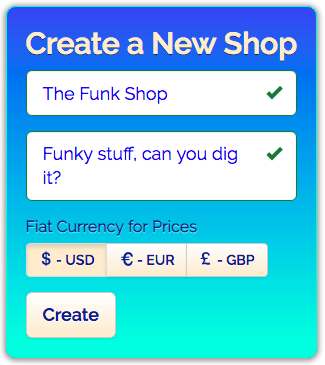 Create a New Shop
The Funk Shop
Funky stuff, can you dig
it?
Fiat Currency for Prices
$ - USD € - EUR £ - GBP
Create